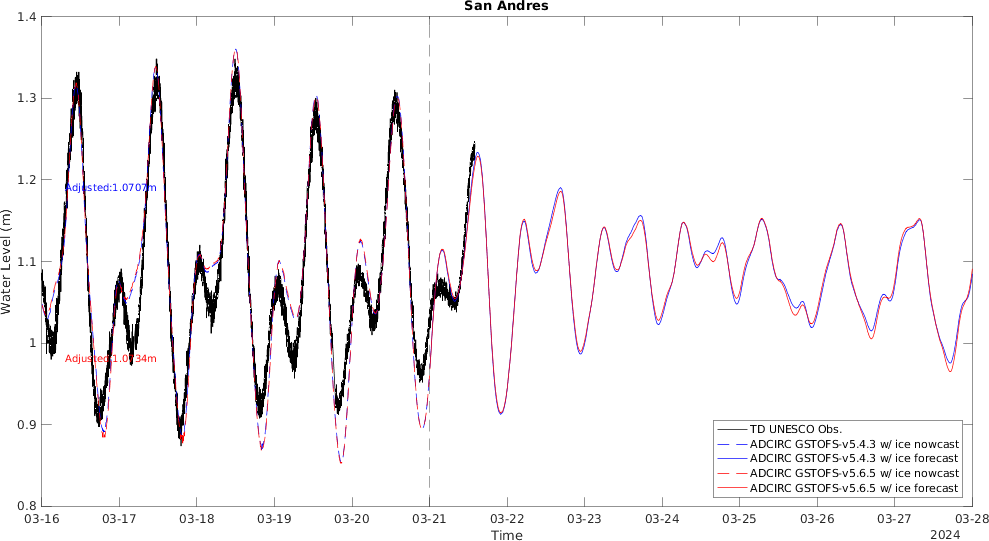 San Andres
1.4
1.3
1.2
1.1
1
0.9
0.8
Water Level (m)
Adjusted:1.0707m
Adjusted:1.0734m
TD UNESCO Obs.
ADCIRC GSTOFS-v5.4.3 w/ ice nowcast
ADCIRC GSTOFS-v5.4.3 w/ ice forecast
ADCIRC GSTOFS-v5.6.5 w/ ice nowcast
ADCIRC GSTOFS-v5.6.5 w/ ice forecast
03-16 03-17 03-18 03-19 03-20 03-21 03-22 03-23 03-24 03-25 03-26 03-27 03-28
Time
2024